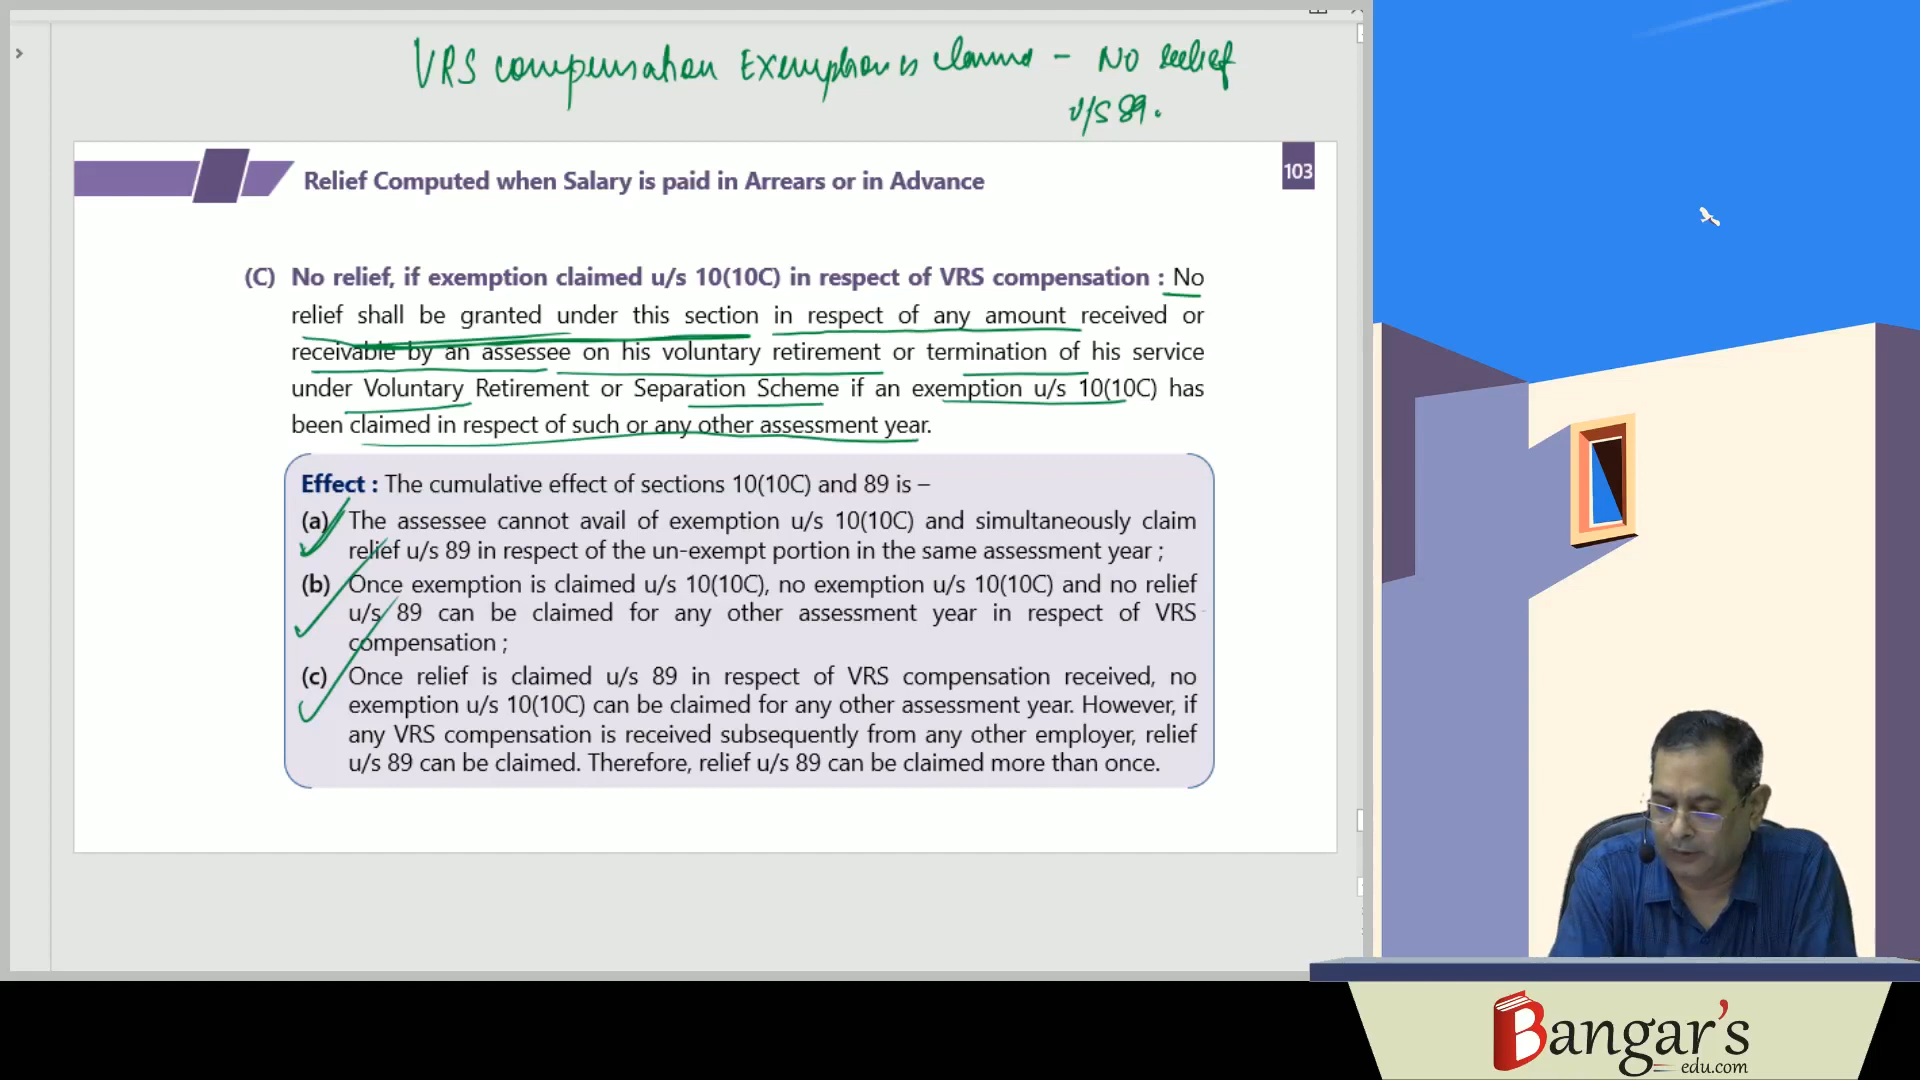 VRS compensation Exemption is claimed - No relief
u/s 89.
Relief Computed when Salary is paid in Arrears or in Advance
103
(C) No relief, if exemption claimed u/s 10(10C) in respect of VRS compensation : No
relief shall be granted under this section in respect of any amount received or
receivable by an assessee on his voluntary retirement or termination of his service
under Voluntary Retirement or Separation Scheme if an exemption u/s 10(10C) has
been claimed in respect of such or any other assessment year.
Effect : The cumulative effect of sections 10(10C) and 89 is –
(a) The assessee cannot avail of exemption u/s 10(10C) and simultaneously claim
relief u/s 89 in respect of the un-exempt portion in the same assessment year ;
(b) Once exemption is claimed u/s 10(10C), no exemption u/s 10(10C) and no relief
u/s 89 can be claimed for any other assessment year in respect of VRS
compensation ;
(c) Once relief is claimed u/s 89 in respect of VRS compensation received, no
exemption u/s 10(10C) can be claimed for any other assessment year. However, if
any VRS compensation is received subsequently from any other employer, relief
u/s 89 can be claimed. Therefore, relief u/s 89 can be claimed more than once.
Bangar's
edu.com